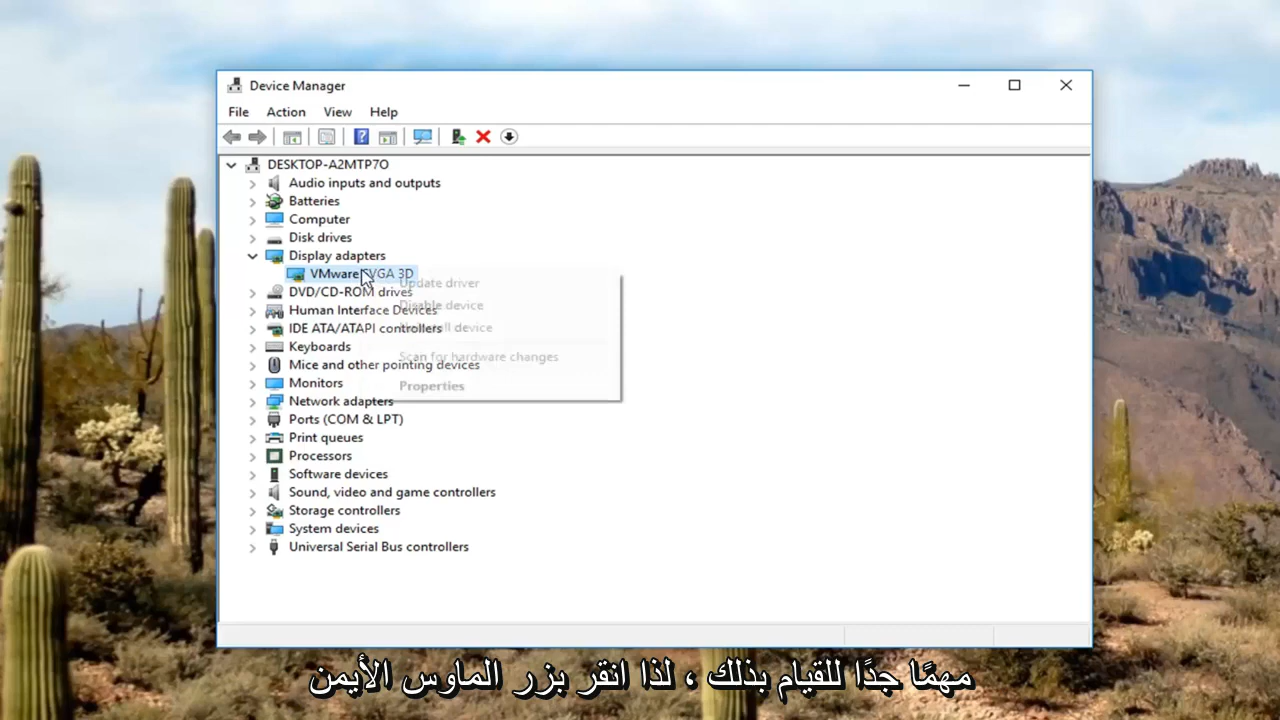 Device Manager
File Action View Help
DESKTOP-A2MTP7O
Audio inputs and outputs
Batteries
Computer
Disk drives
Display adapters
VMware SVGA 3D
Update driver
DVD/CD-ROM drives
Disable device
Human Interface Devices
Uninstall device
IDE ATA/ATAPI controllers
Keyboards
Scan for hardware changes
Mice and other pointing devices
Monitors
Properties
Network adapters
Ports (COM & LPT)
Print queues
Processors
Software devices
Sound, video and game controllers
Storage controllers
System devices
Universal Serial Bus controllers
مهمًا جدًا للقيام بذلك ، لذا انقر بزر الماوس الأيمن